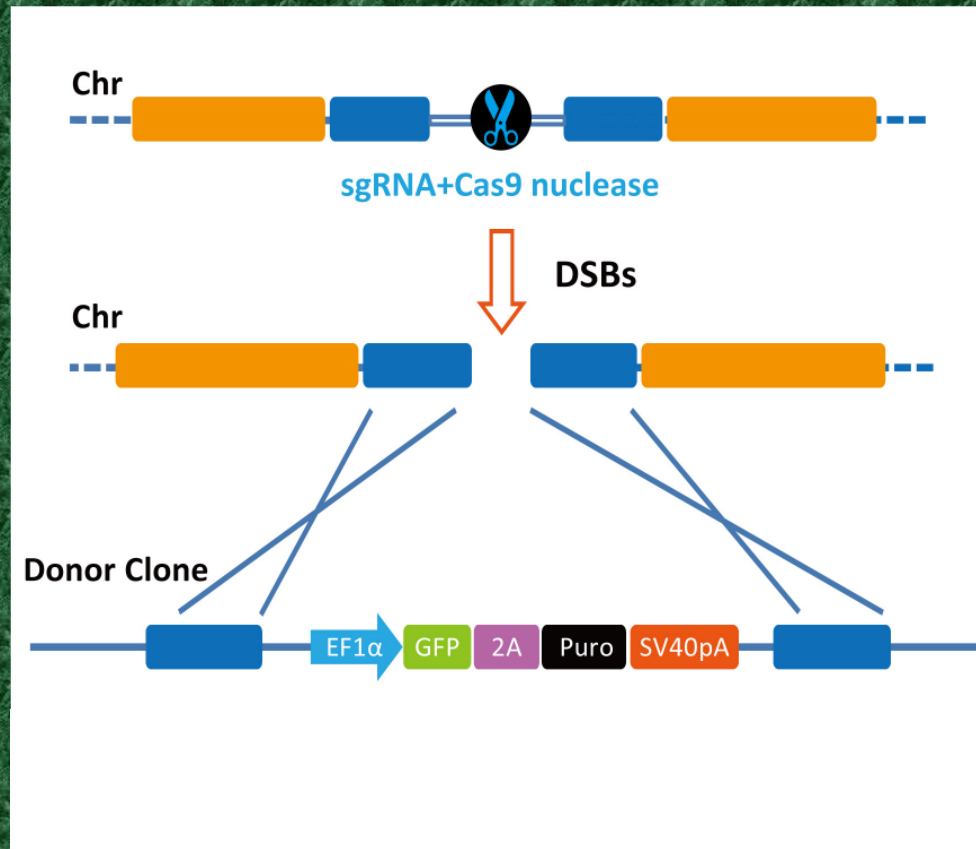 Chr
sgRNA+Cas9 nuclease
DSBs
Chr
Donor Clone
EF1α GFP 2A Puro SV40pA